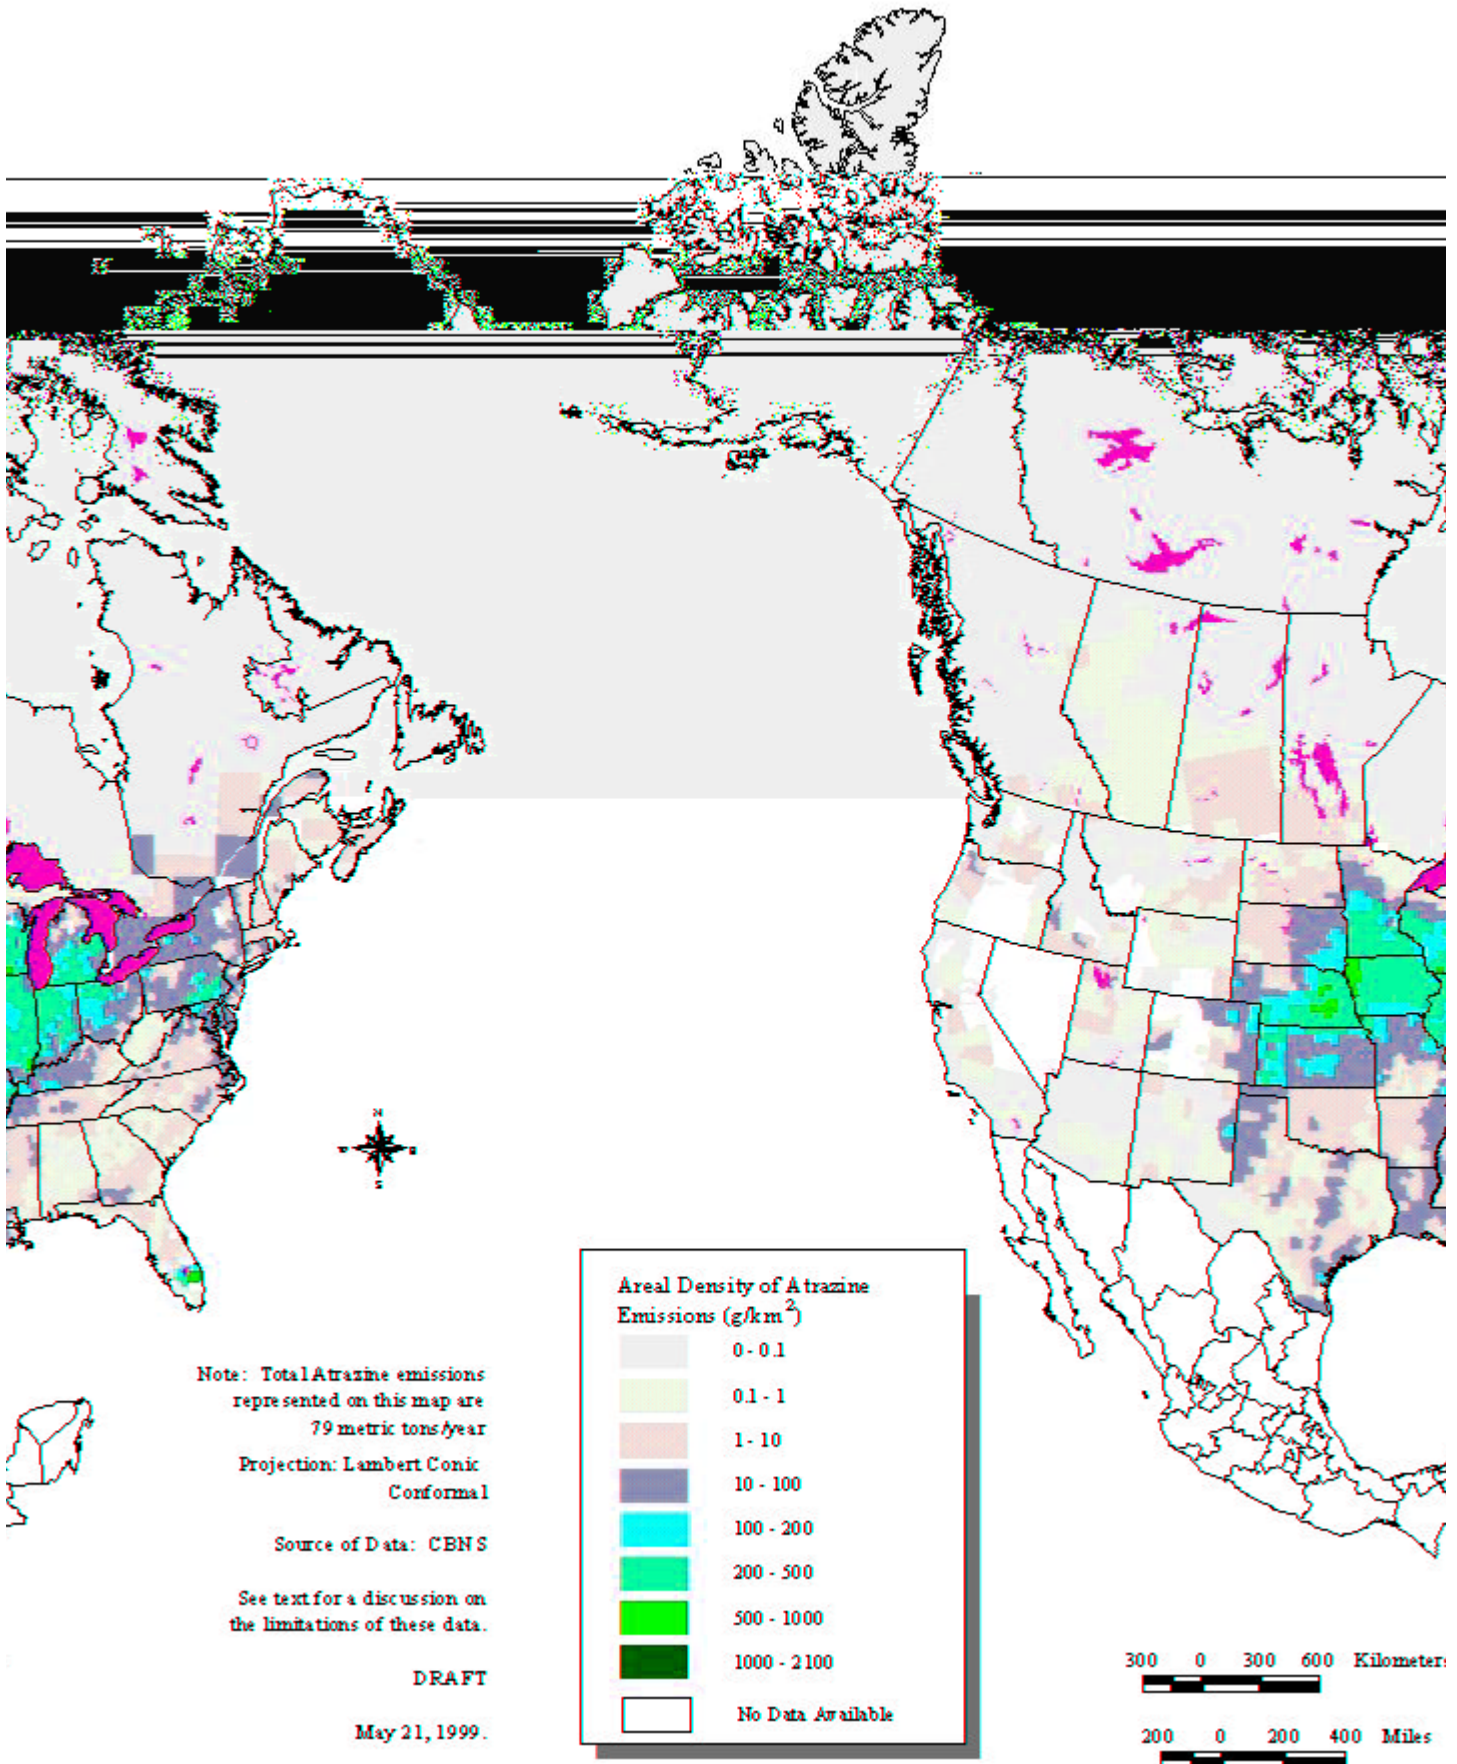 N
S
Areal Density of Atrazine
Emissions (g/km2)
0 - 0.1
0.1 - 1
1 - 10
10 - 100
100 - 200
200 - 500
500 - 1000
1000 - 2100
No Data Available
Note: Total Atrazine emissions
represented on this map are
79 metric tons/year
Projection: Lambert Conic
Conformal
Source of Data: CBNS
See text for a discussion on
the limitations of these data.
DRAFT
May 21, 1999.
300 0 300 600 Kilometers
200 0 200 400 Miles